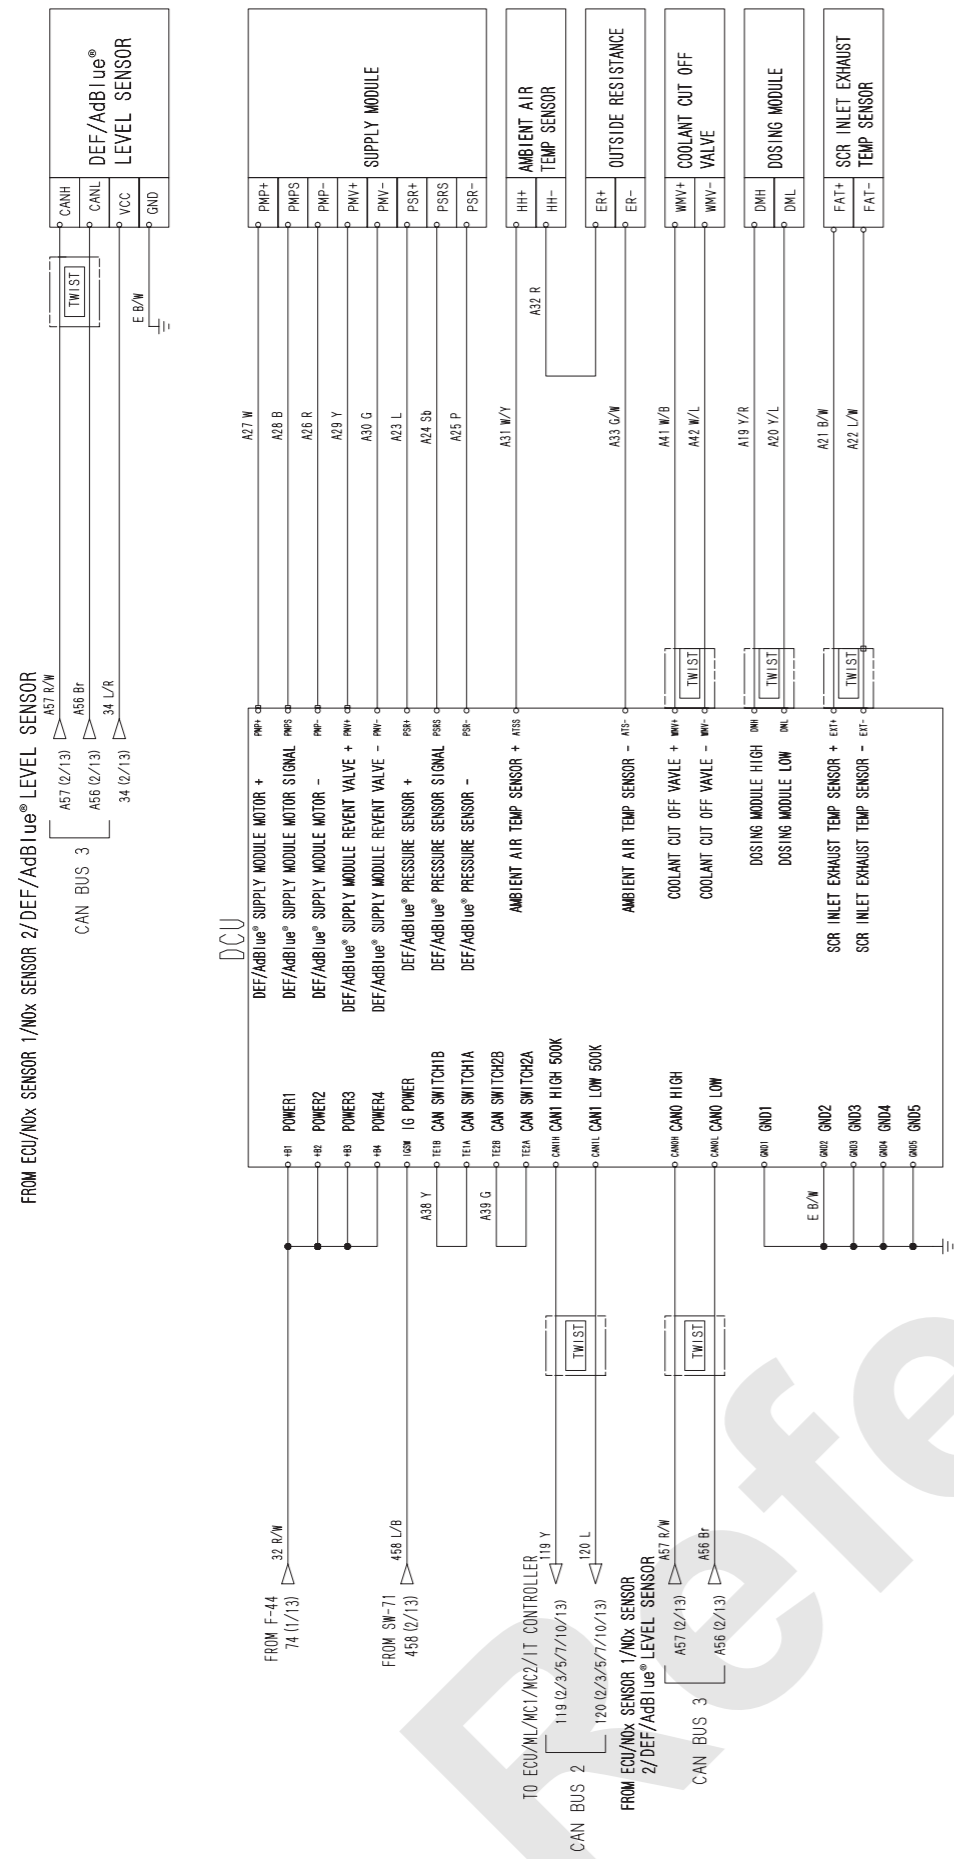 FROM ECU/NOx SENSOR 1/NOx SENSOR 2/DEF/AdBlue® LEVEL SENSOR
CAN BUS 3
A57 (2/13)
A56 (2/13)
34 (2/13)
A57 R/W
A56 Br
34 L/R
TWIST
E B/W
CANH
CANL
VCC
GND
DEF/AdBlue®
LEVEL SENSOR
DCU
FROM F-44
74 (1/13)
32 R/W
FROM SW-71
458 (2/13)
458 L/B
TO ECU/ML/MC1/MC2/IT CONTROLLER
119 (2/3/5/7/10/13)
119 Y
120 (2/3/5/7/10/13)
120 L
CAN BUS 2
FROM ECU/NOx SENSOR 1/NOx SENSOR
2/DEF/AdBlue® LEVEL SENSOR
A57 (2/13)
A57 R/W
A56 (2/13)
A56 Br
CAN BUS 3
TWIST
TWIST
A38 Y
A39 G
E B/W
+B1 POWER1
+B2 POWER2
+B3 POWER3
+B4 POWER4
IGSW IG POWER
TE1B CAN SWITCH1B
TE1A CAN SWITCH1A
TE2B CAN SWITCH2B
TE2A CAN SWITCH2A
CAN1H CAN1 HIGH 500K
CAN1L CAN1 LOW 500K
CAN0H CANO HIGH
CAN0L CANO LOW
GND1 GND1
GND2 GND2
GND3 GND3
GND4 GND4
GND5 GND5
DEF/AdBlue® SUPPLY MODULE MOTOR + PMP+
DEF/AdBlue® SUPPLY MODULE MOTOR SIGNAL PMPS
DEF/AdBlue® SUPPLY MODULE MOTOR - PMP-
DEF/AdBlue® SUPPLY MODULE REVENT VALVE + PMV+
DEF/AdBlue® SUPPLY MODULE REVENT VALVE - PMV-
DEF/AdBlue® PRESSURE SENSOR + PSR+
DEF/AdBlue® PRESSURE SENSOR SIGNAL PSRS
DEF/AdBlue® PRESSURE SENSOR - PSR-
AMBIENT AIR TEMP SENSOR + ATSS
AMBIENT AIR TEMP SENSOR - ATS-
COOLANT CUT OFF VAVLE + WMV+
COOLANT CUT OFF VALVE - WMV-
DOSING MODULE HIGH DMH
DOSING MODULE LOW DML
SCR INLET EXHAUST TEMP SENSOR + EXT+
SCR INLET EXHAUST TEMP SENSOR - EXT-
TWIST
TWIST
TWIST
A27 W
A28 B
A26 R
A29 Y
A30 G
A23 L
A24 Sb
A25 P
A31 W/Y
A32 R
A33 G/W
A41 W/B
A42 W/L
A19 Y/R
A20 Y/L
A21 B/W
A22 L/W
PMP+
PMPS
PMP-
PMV+
PMV-
PSR+
PSRS
PSR-
SUPPLY MODULE
HH+
HH-
AMBIENT AIR
TEMP SENSOR
ER+
ER-
OUTSIDE RESISTANCE
WMV+
WMV-
COOLANT CUT OFF
VALVE
DMH
DML
DOSING MODULE
FAT+
FAT-
SCR INLET EXHAUST
TEMP SENSOR
Refe